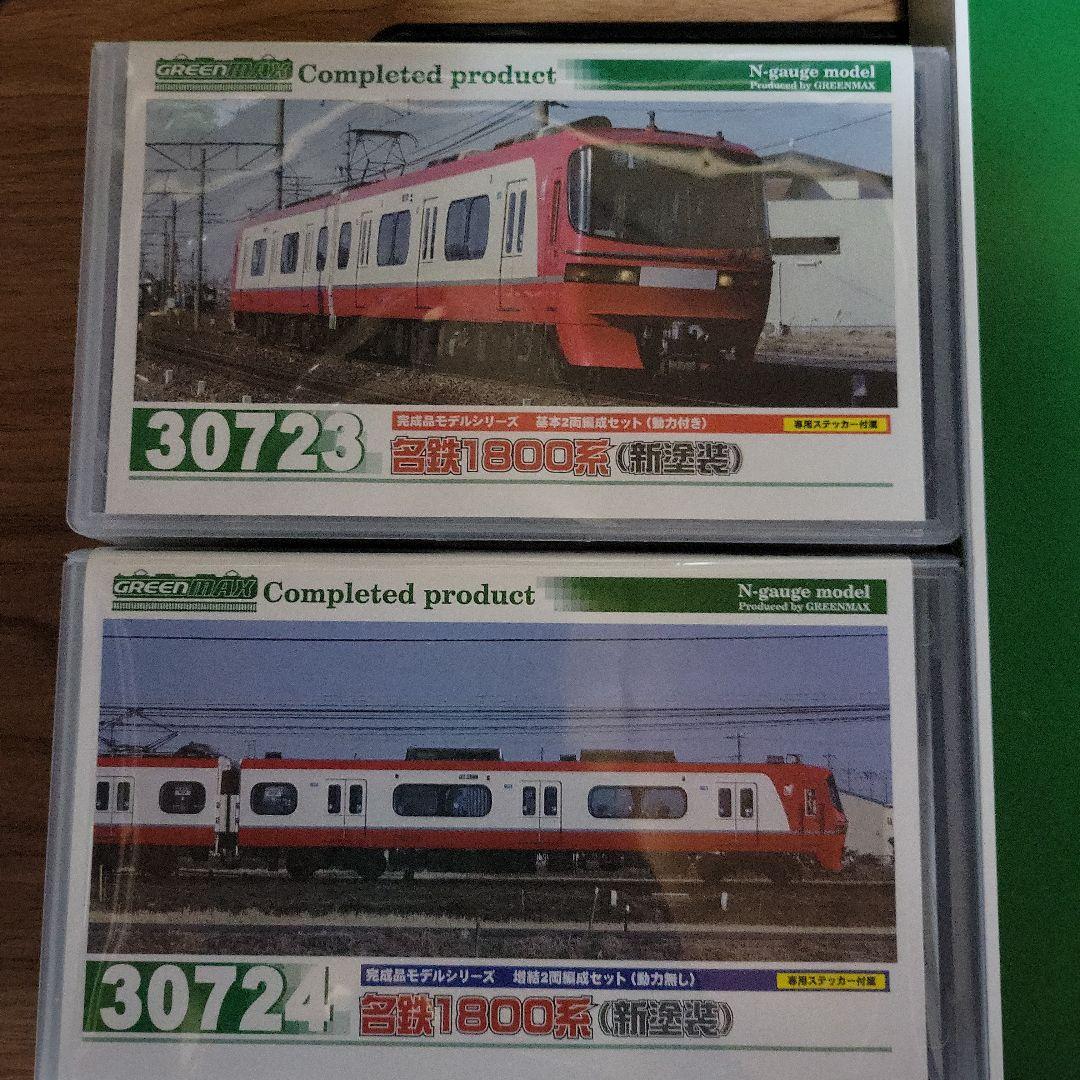 GREENMAX Completed product
N-gauge model
Produced by GREENMAX
30723
完成品モデルシリーズ 基本2両編成セット(動力付き)
専用ステッカー付属
名鉄1800系(新塗装)
GREENMAX Completed product
N-gauge model
Produced by GREENMAX
30724
完成品モデルシリーズ 増結2両編成セット(動力無し)
専用ステッカー付属
名鉄1800系(新塗装)